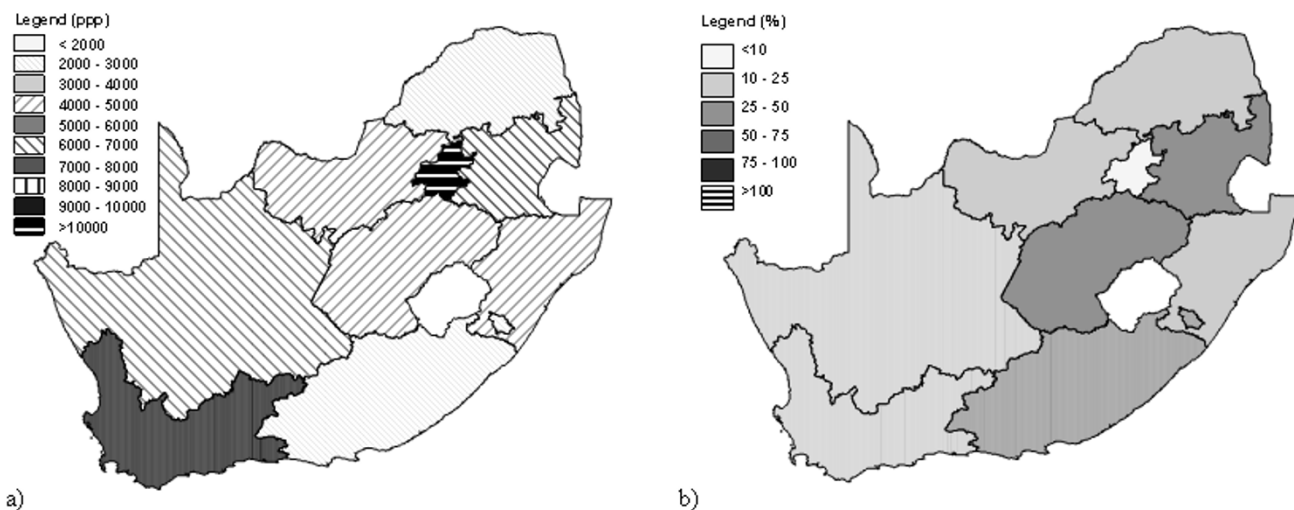 Legend (ppp)
< 2000
2000 - 3000
3000 - 4000
4000 - 5000
5000 - 6000
6000 - 7000
7000 - 8000
8000 - 9000
9000 - 10000
>10000
a)
Legend (%)
<10
10 - 25
25 - 50
50 - 75
75 - 100
>100
b)